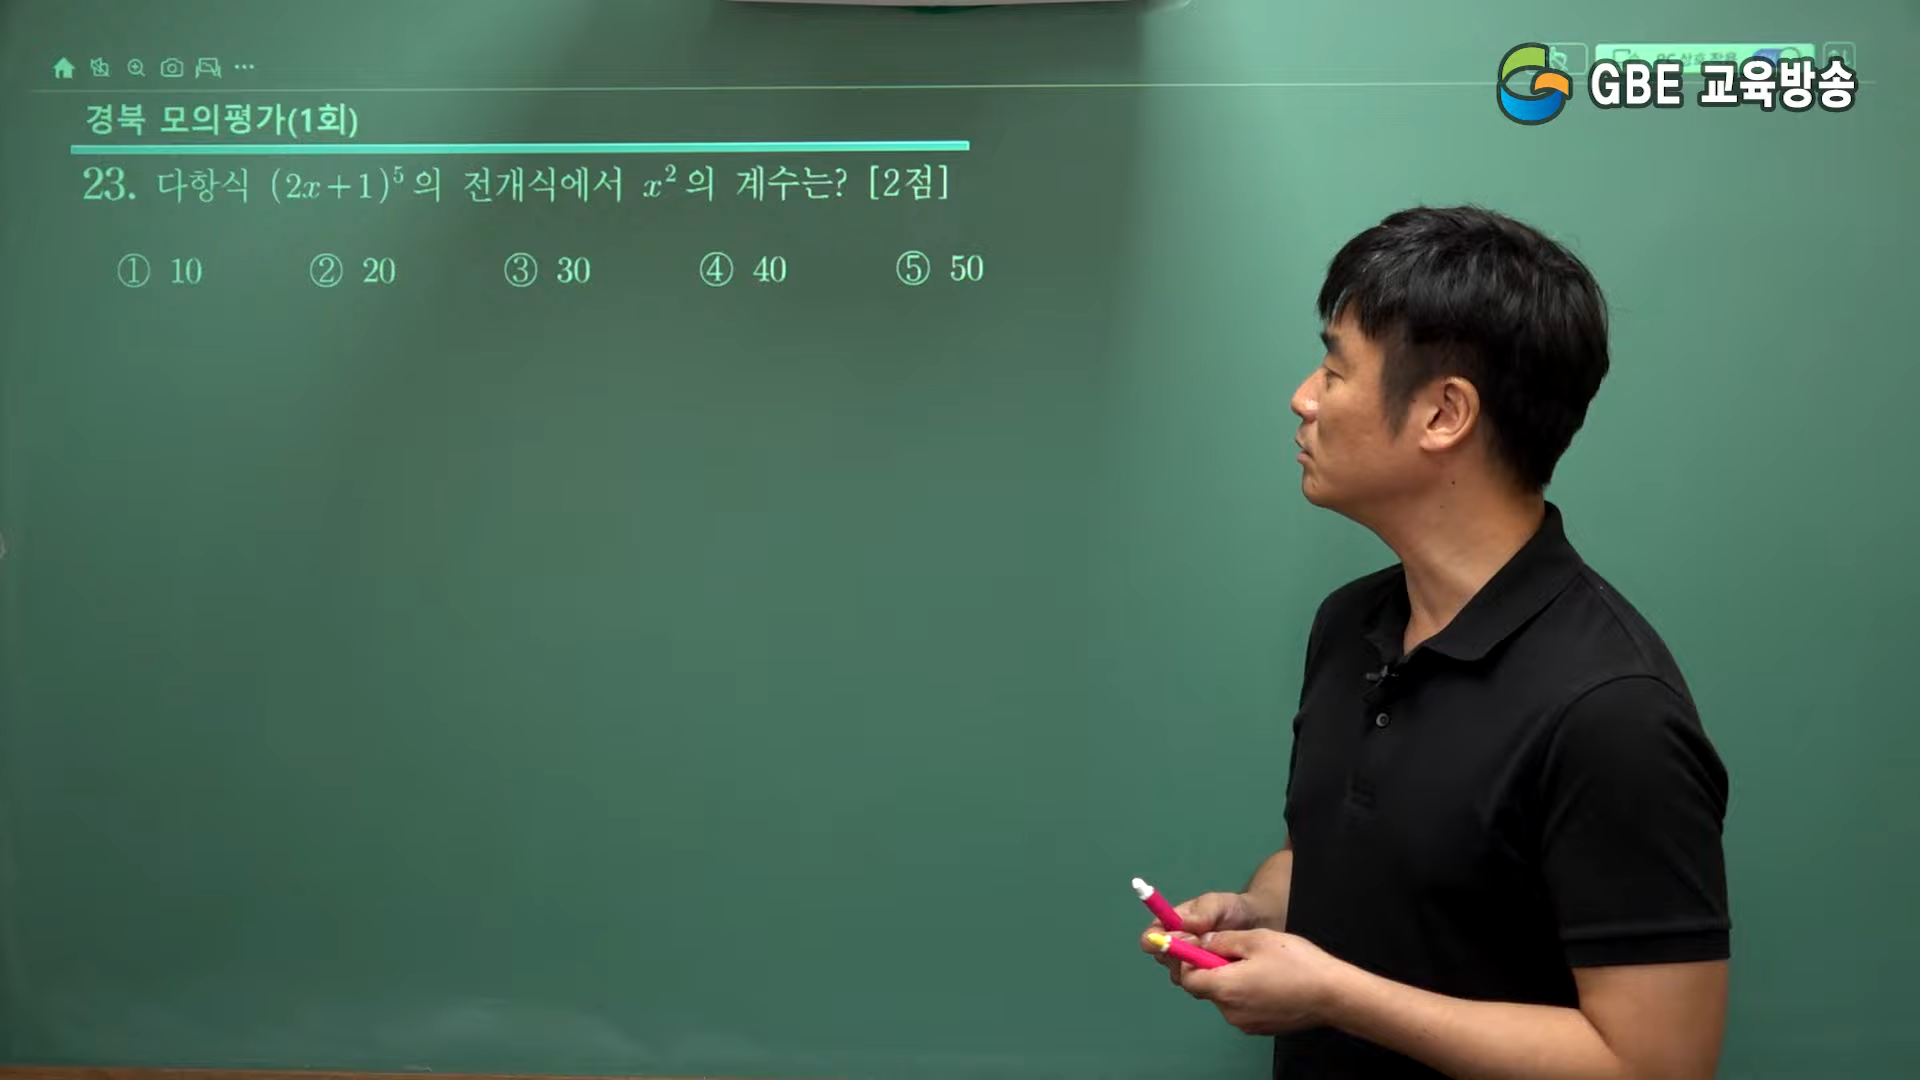 GBE 교육방송
경북 모의평가(1회)
23. 다항식 (2x+1)⁵의 전개식에서 x²의 계수는? [2점]
① 10 ② 20 ③ 30 ④ 40 ⑤ 50